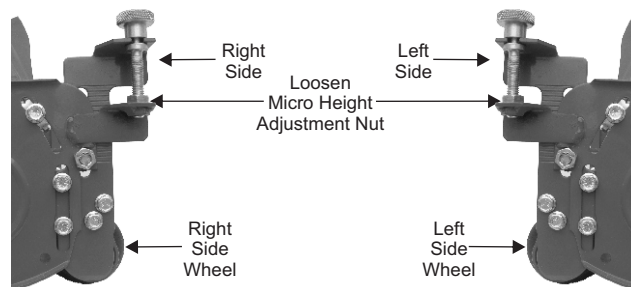 Right
Side
Left
Side
Loosen
Micro Height
Adjustment Nut
Right
Side
Wheel
Left
Side
Wheel